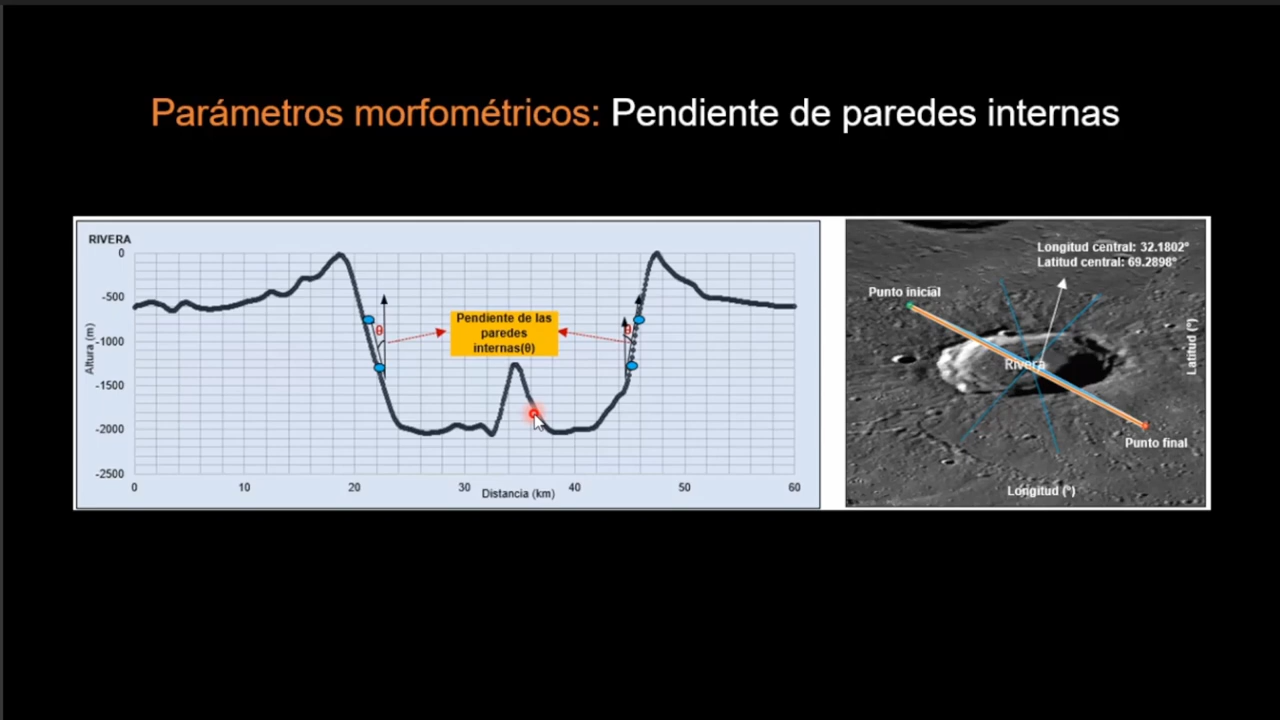 Parámetros morfométricos: Pendiente de paredes internas
RIVERA
0
-500
-1000
-1500
-2000
-2500
Altura (m)
0
10
20
30
40
50
60
Distancia (km)
θ
Pendiente de las
paredes
internas(θ)
θ
Longitud central: 32.1802°
Latitud central: 69.2898°
Punto inicial
Rivera
Punto final
Latitud (°)
Longitud (°)